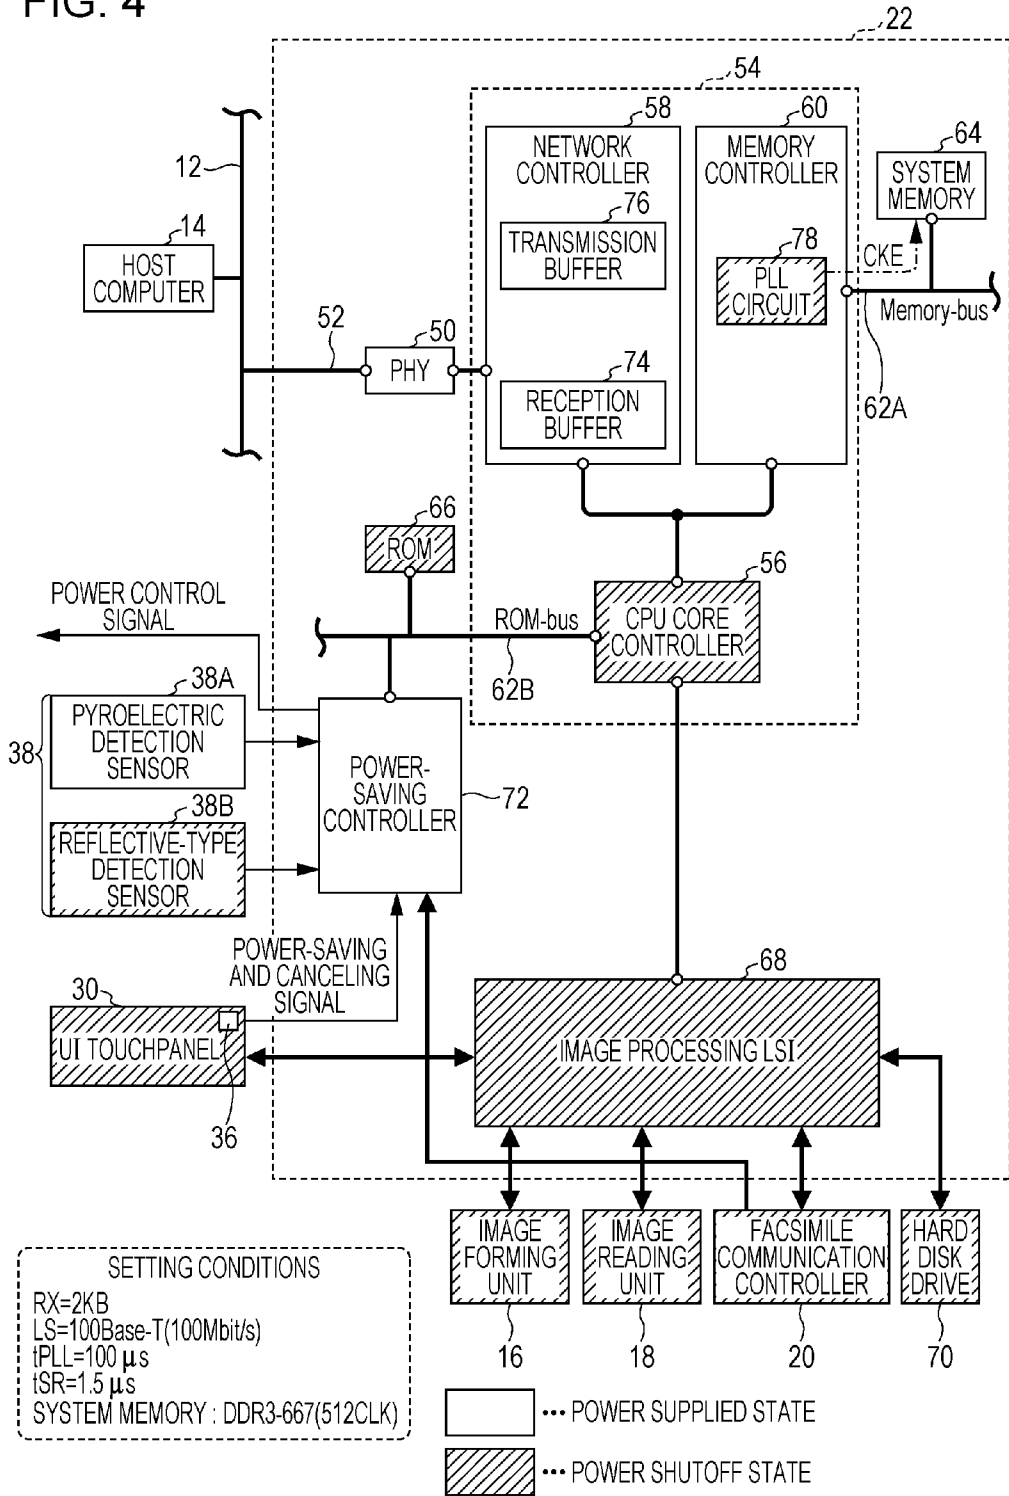 FIG. 4
22
54
58
60
64
NETWORK
CONTROLLER
MEMORY
CONTROLLER
SYSTEM
MEMORY
12
76
TRANSMISSION
BUFFER
14
HOST
COMPUTER
78
PLL
CIRCUIT
CKE
Memory-bus
52
50
PHY
74
RECEPTION
BUFFER
62A
66
ROM
56
CPU CORE
CONTROLLER
POWER CONTROL
SIGNAL
ROM-bus
62B
38A
PYROELECTRIC
DETECTION
SENSOR
38
POWER-
SAVING
CONTROLLER
72
38B
REFLECTIVE-TYPE
DETECTION
SENSOR
POWER-SAVING
AND CANCELING
SIGNAL
68
30
UI TOUCHPANEL
IMAGE PROCESSING LSI
36
IMAGE
FORMING
UNIT
IMAGE
READING
UNIT
FACSIMILE
COMMUNICATION
CONTROLLER
HARD
DISK
DRIVE
16
18
20
70
SETTING CONDITIONS
RX=2KB
LS=100Base-T(100Mbit/s)
tPLL=100 μs
tSR=1.5 μs
SYSTEM MEMORY : DDR3-667(512CLK)
··· POWER SUPPLIED STATE
··· POWER SHUTOFF STATE